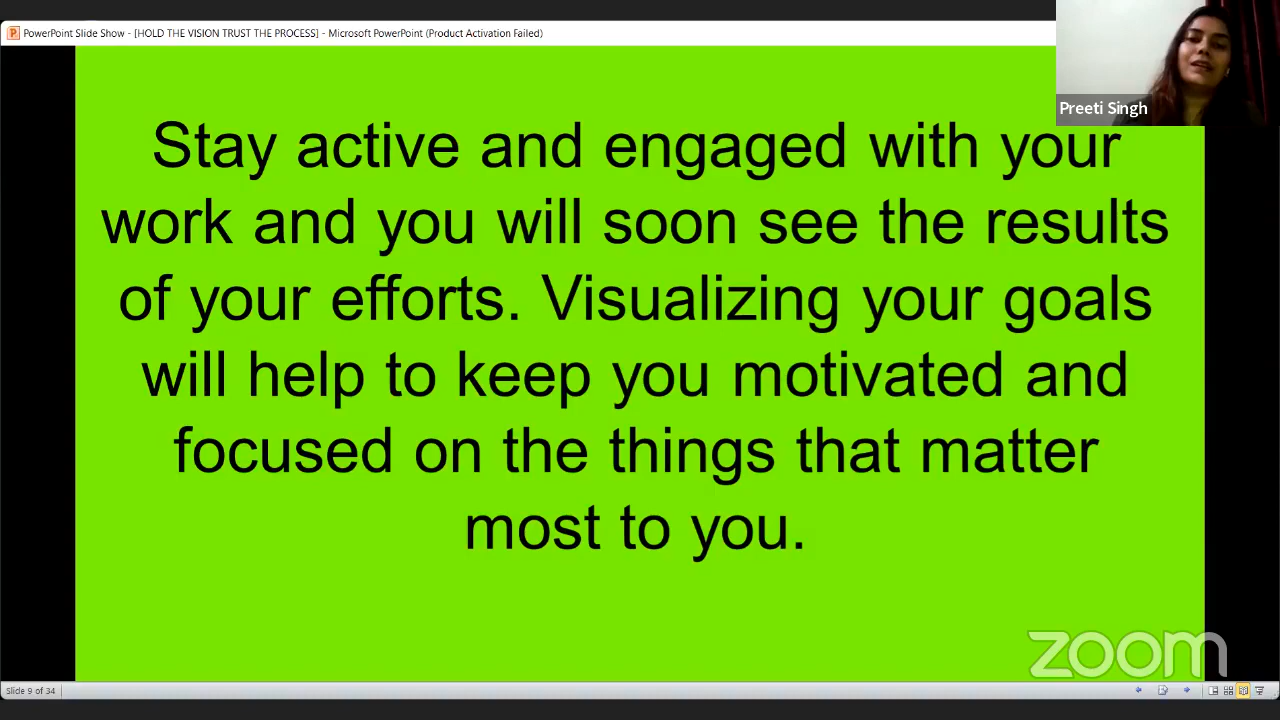 PowerPoint Slide Show - [HOLD THE VISION TRUST THE PROCESS] - Microsoft PowerPoint (Product Activation Failed)
Preeti Singh
Stay active and engaged with your
work and you will soon see the results
of your efforts. Visualizing your goals
will help to keep you motivated and
focused on the things that matter
most to you.
zoom
Slide 9 of 34